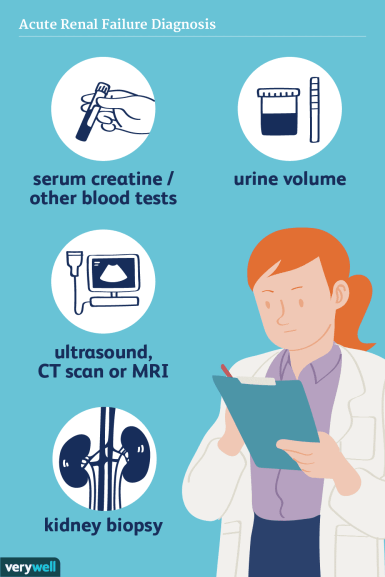 Acute Renal Failure Diagnosis
serum creatine /
other blood tests
urine volume
ultrasound,
CT scan or MRI
kidney biopsy
verywell